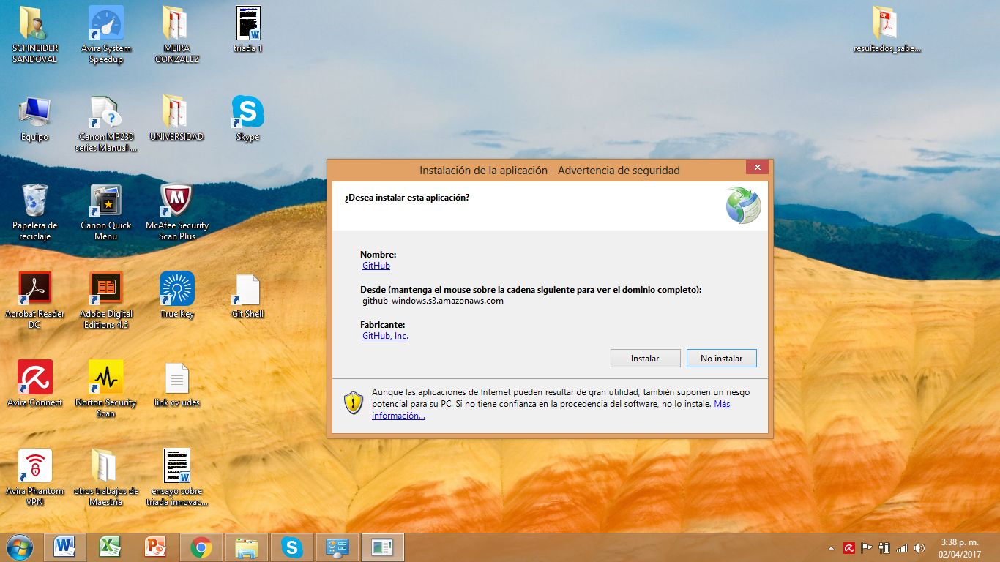 SCHNEIDER
SANDOVAL
Avira System
Speedup
MEIRA
GONZALEZ
triada 1
resultados_sabe...
Equipo
Canon MP230
series Manual ...
UNIVERSIDAD
Skype
Papelera de
reciclaje
Canon Quick
Menu
McAfee Security
Scan Plus
Acrobat Reader
DC
Adobe Digital
Editions 4.5
True Key
Git Shell
Avira Connect
Norton Security
Scan
link cv udes
Avira Phantom
VPN
otros trabajos de
Maestria
ensayo sobre
triada innovac...
Instalación de la aplicación - Advertencia de seguridad
¿Desea instalar esta aplicación?
Nombre:
GitHub
Desde (mantenga el mouse sobre la cadena siguiente para ver el dominio completo):
github-windows.s3.amazonaws.com
Fabricante:
GitHub, Inc.
Instalar
No instalar
Aunque las aplicaciones de Internet pueden resultar de gran utilidad, también suponen un riesgo
potencial para su PC. Si no tiene confianza en la procedencia del software, no lo instale. Más
información...
3:38 p. m.
02/04/2017